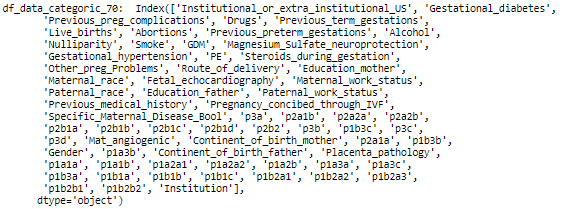 df_data_categoric_70:  Index(['Institutional_or_extra_institutional_US', 'Gestational_diabetes',
'Previous_preg_complications', 'Drugs', 'Previous_term_gestations',
'Live_births', 'Abortions', 'Previous_preterm_gestations', 'Alcohol',
'Nulliparity', 'Smoke', 'GDM', 'Magnesium_Sulfate_neuroprotection',
'Gestational_hypertension', 'PE', 'Steroids_during_gestation',
'Other_preg_Problems', 'Route_of_delivery', 'Education_mother',
'Maternal_race', 'Fetal_echocardiography', 'Maternal_work_status',
'Paternal_race', 'Education_father', 'Paternal_work_status',
'Previous_medical_history', 'Pregnancy_concibed_through_IVF',
'Specific_Maternal_Disease_Bool', 'p3a', 'p2a1b', 'p2a2a', 'p2a2b',
'p2b1a', 'p2b1b', 'p2b1c', 'p2b1d', 'p2b2', 'p3b', 'p1b3c', 'p3c',
'p3d', 'Mat_angiogenic', 'Continent_of_birth_mother', 'p2a1a', 'p1b3b',
'Gender', 'p1a3b', 'Continent_of_birth_father', 'Placenta_pathology',
'p1a1a', 'p1a1b', 'p1a2a1', 'p1a2a2', 'p1a2b', 'p1a3a', 'p1a3c',
'p1b3a', 'p1b1a', 'p1b1b', 'p1b1c', 'p1b2a1', 'p1b2a2', 'p1b2a3',
'p1b2b1', 'p1b2b2', 'Institution'],
dtype='object')